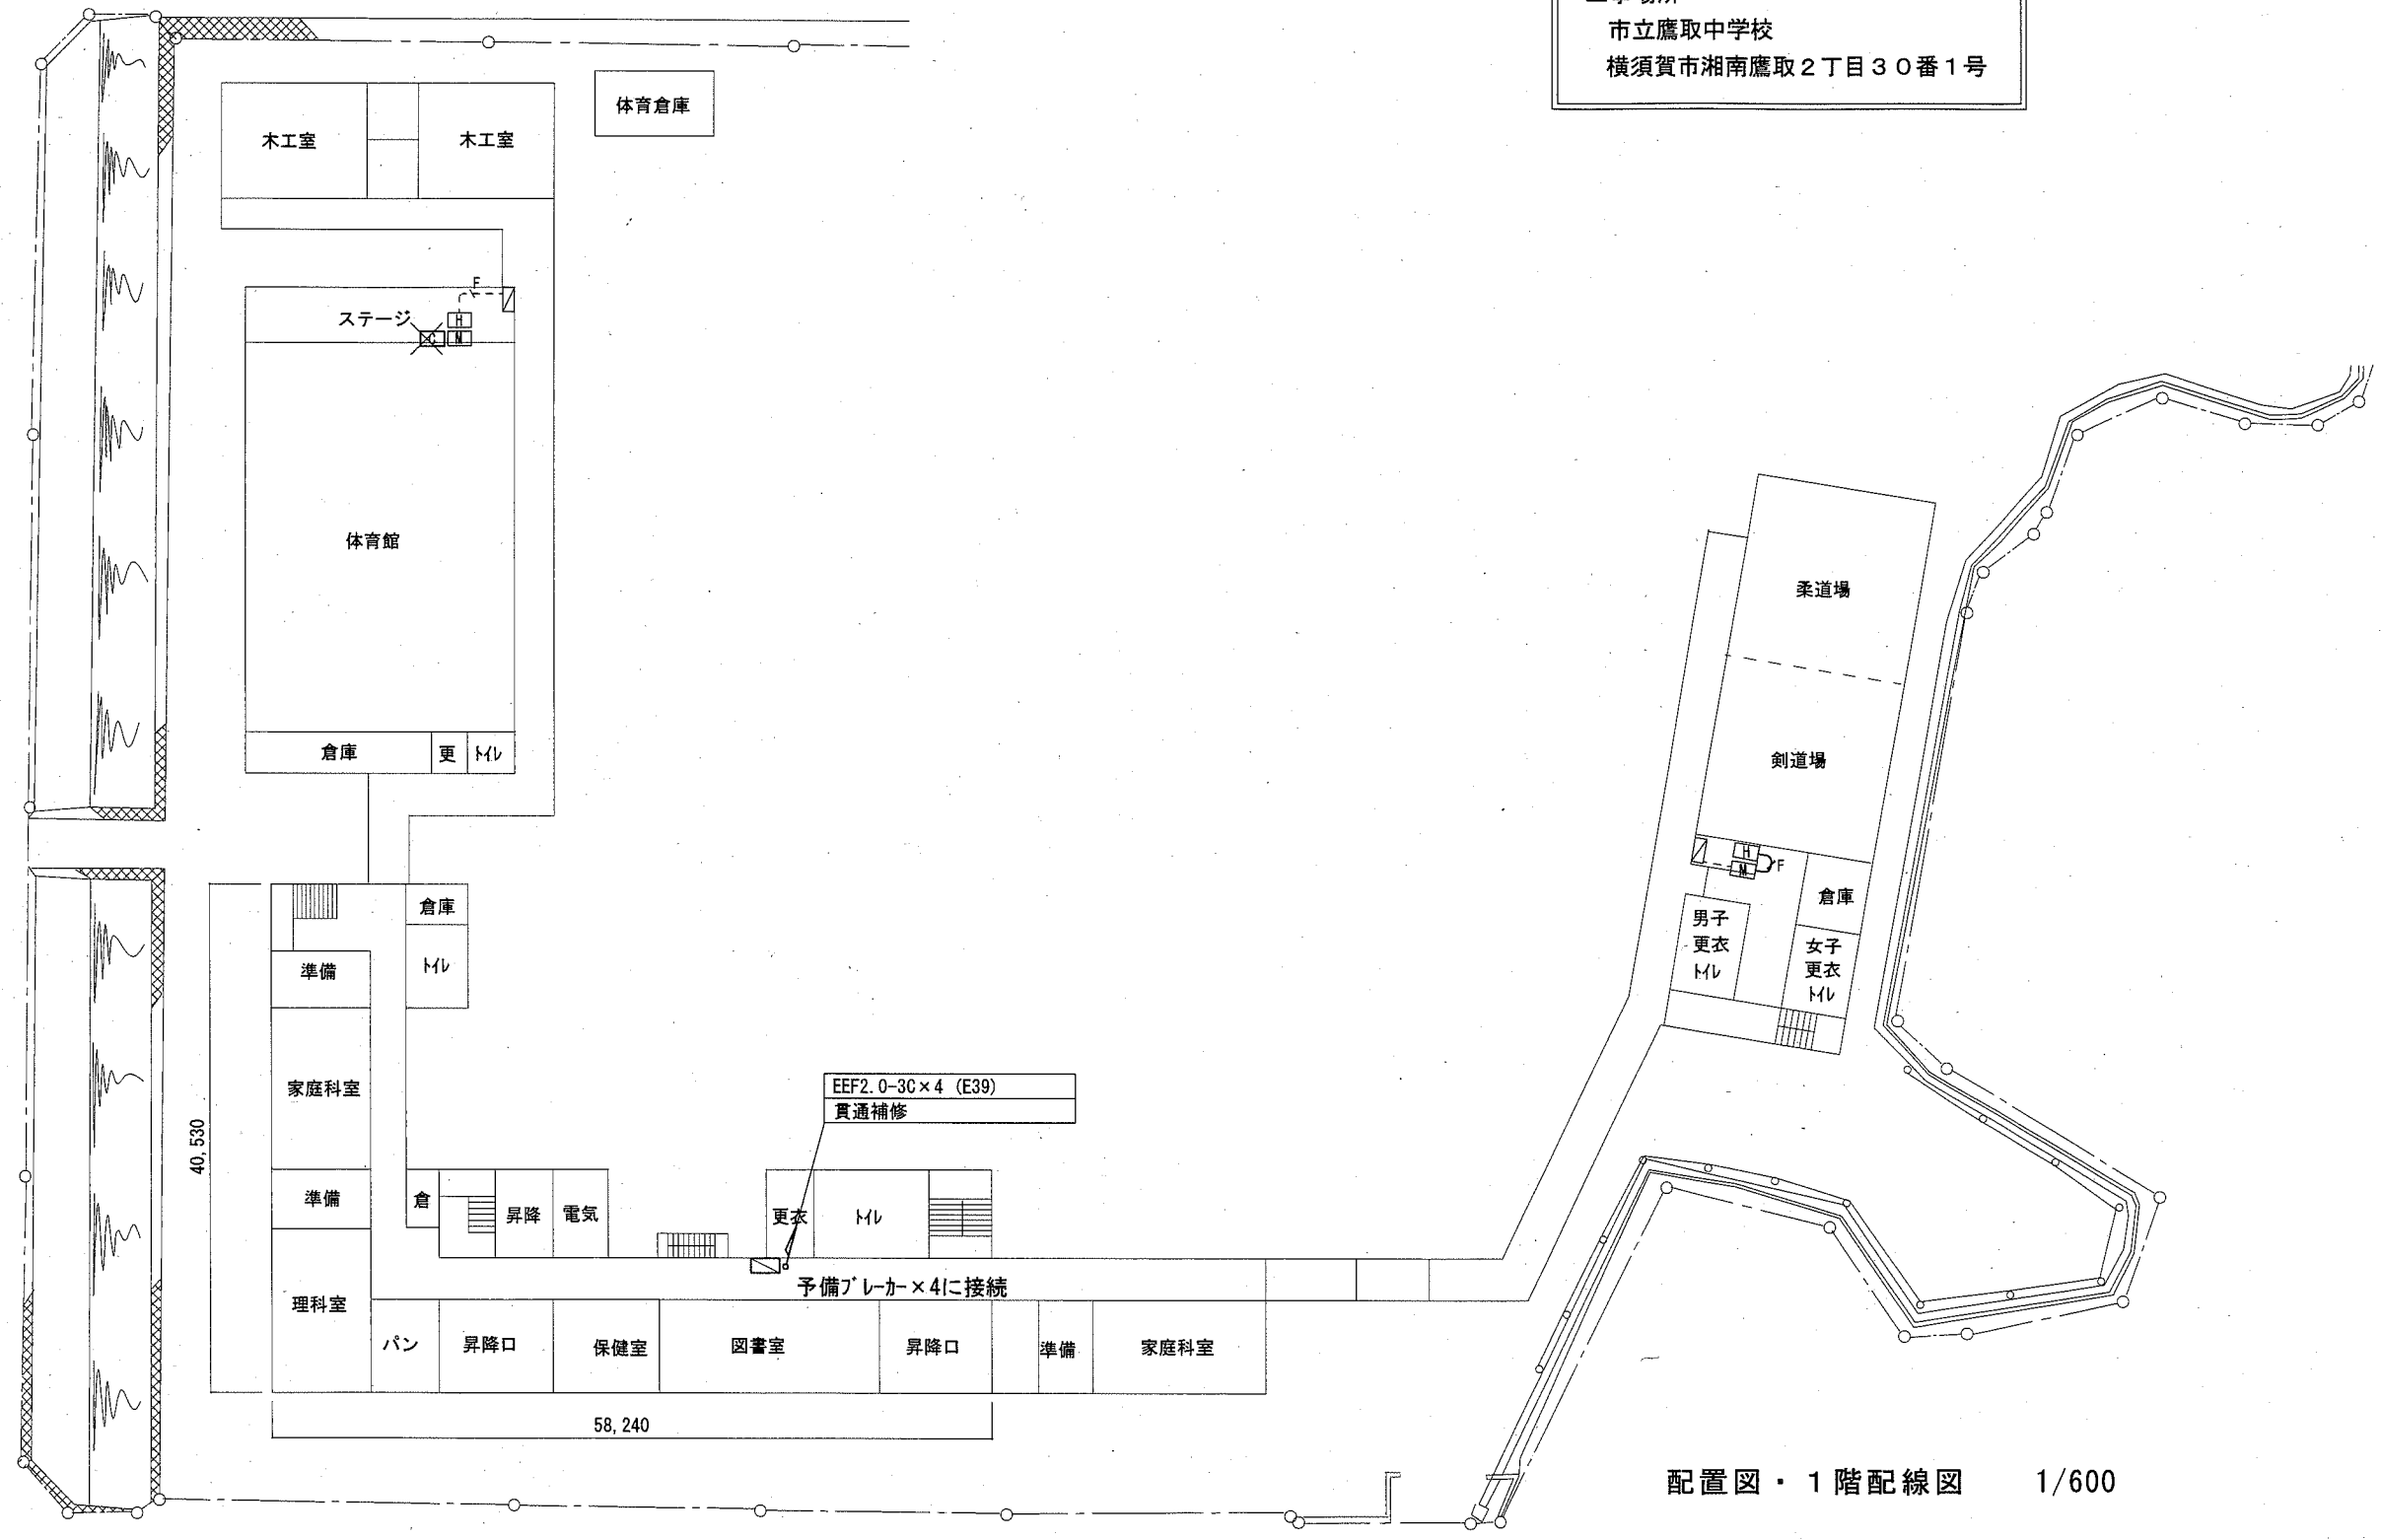 市立鷹取中学校
横須賀市湘南鷹取２丁目３０番１号
体育倉庫
木工室
木工室
F
ステージ
H
C
M
体育館
柔道場
剣道場
倉庫
更
ﾄｲﾚ
H
M
F
倉庫
男子
更衣
ﾄｲﾚ
女子
更衣
ﾄｲﾚ
倉庫
準備
ﾄｲﾚ
家庭科室
EEF2.0-3C×4 (E39)
貫通補修
40,530
準備
倉
昇降
電気
更衣
ﾄｲﾚ
予備ﾌﾞﾚｰｶｰ×4に接続
理科室
パン
昇降口
保健室
図書室
昇降口
準備
家庭科室
58,240
配置図・１階配線図 1/600